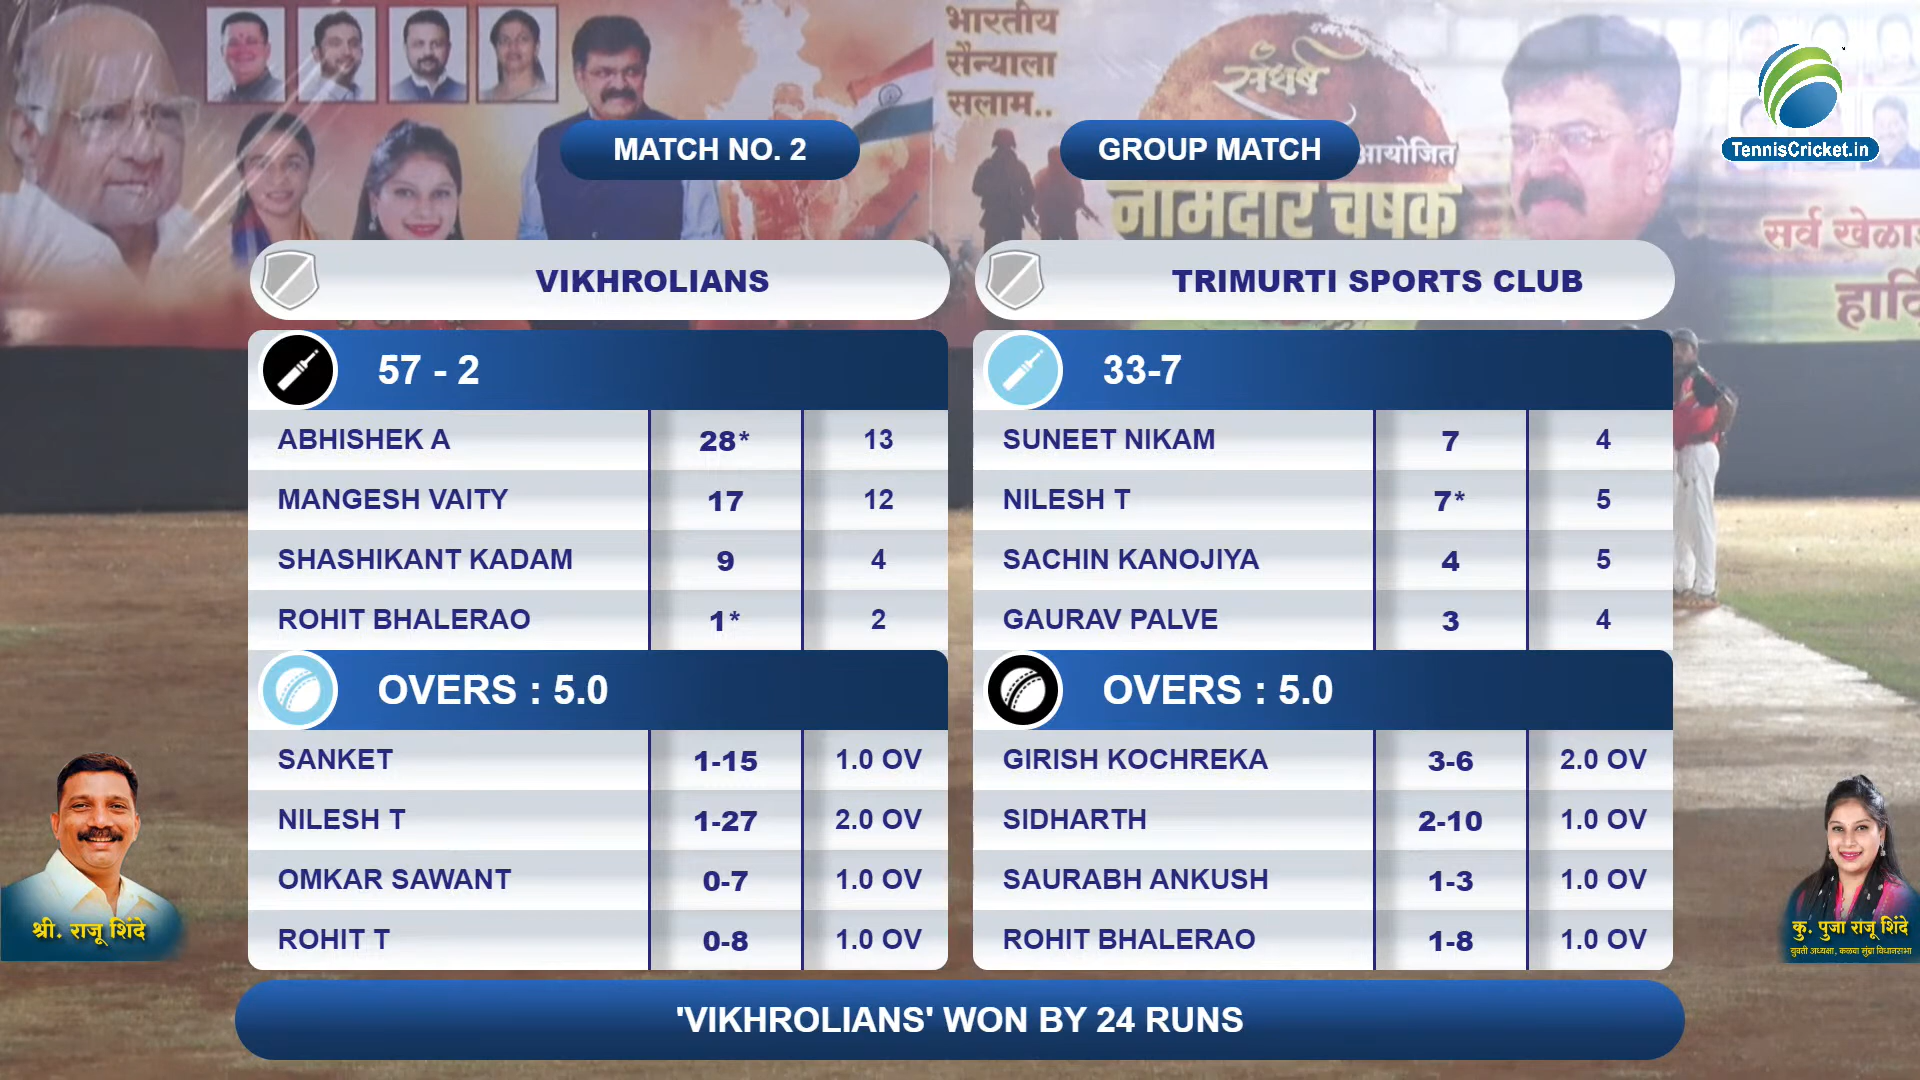 भारतीय
सैन्याला
सलाम..
संघर्ष
आयोजित
नामदार चषक
सर्व
TennisCricket.in
MATCH NO. 2
GROUP MATCH
VIKHROLIANS
57 - 2
ABHISHEK A 28* 13
MANGESH VAITY 17 12
SHASHIKANT KADAM 9 4
ROHIT BHALERAO 1* 2
OVERS : 5.0
SANKET 1-15 1.0 OV
NILESH T 1-27 2.0 OV
OMKAR SAWANT 0-7 1.0 OV
ROHIT T 0-8 1.0 OV
TRIMURTI SPORTS CLUB
33-7
SUNEET NIKAM 7 4
NILESH T 7* 5
SACHIN KANOJIYA 4 5
GAURAV PALVE 3 4
OVERS : 5.0
GIRISH KOCHREKA 3-6 2.0 OV
SIDHARTH 2-10 1.0 OV
SAURABH ANKUSH 1-3 1.0 OV
ROHIT BHALERAO 1-8 1.0 OV
श्री. राजू शिंदे
कु. पुजा राजू शिंदे
युवती अध्यक्षा, कळवा मुंब्रा विधानसभा
'VIKHROLIANS' WON BY 24 RUNS